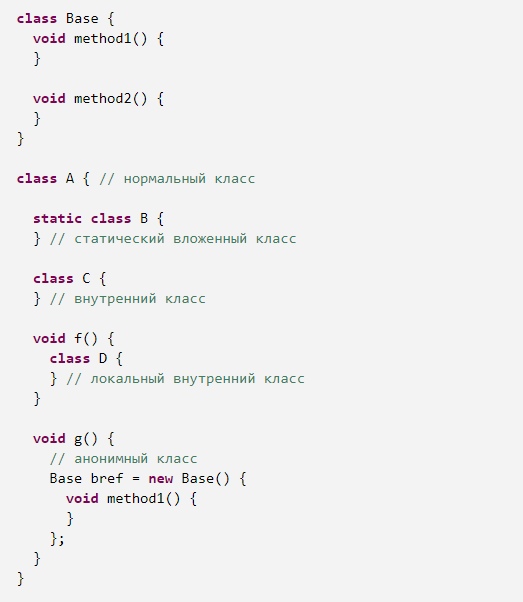 class Base {
  void method1() {
  }

  void method2() {
  }
}

class A { // нормальный класс

  static class B {
  } // статический вложенный класс

  class C {
  } // внутренний класс

  void f() {
    class D {
    } // локальный внутренний класс
  }

  void g() {
    // анонимный класс
    Base bref = new Base() {
      void method1() {
      }
    };
  }
}